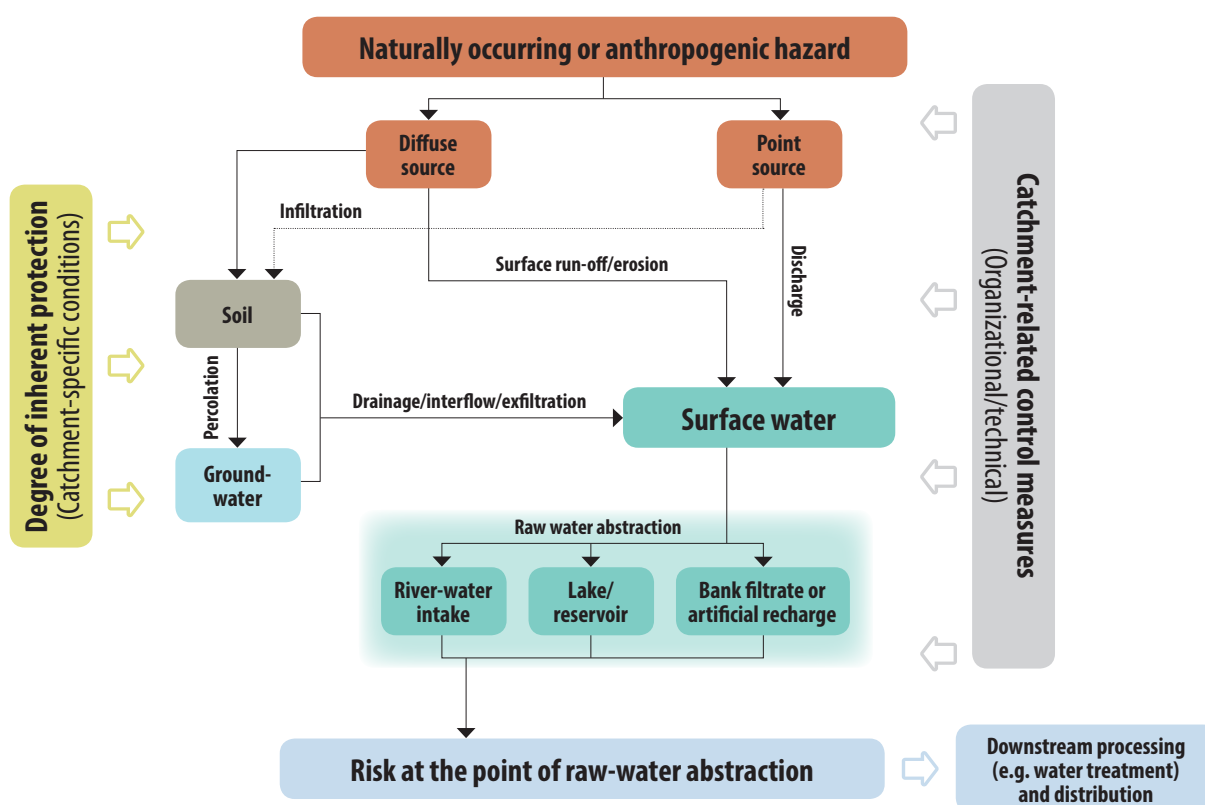 Naturally occurring or anthropogenic hazard
Diffuse
source
Point
source
Infiltration
Surface run-off/erosion
Discharge
Soil
Percolation
Drainage/interflow/exfiltration
Surface water
Ground-
water
Raw water abstraction
River-water
intake
Lake/
reservoir
Bank filtrate or
artificial recharge
Risk at the point of raw-water abstraction
Downstream processing
(e.g. water treatment)
and distribution
Degree of inherent protection
(Catchment-specific conditions)
Catchment-related control measures
(Organizational/technical)